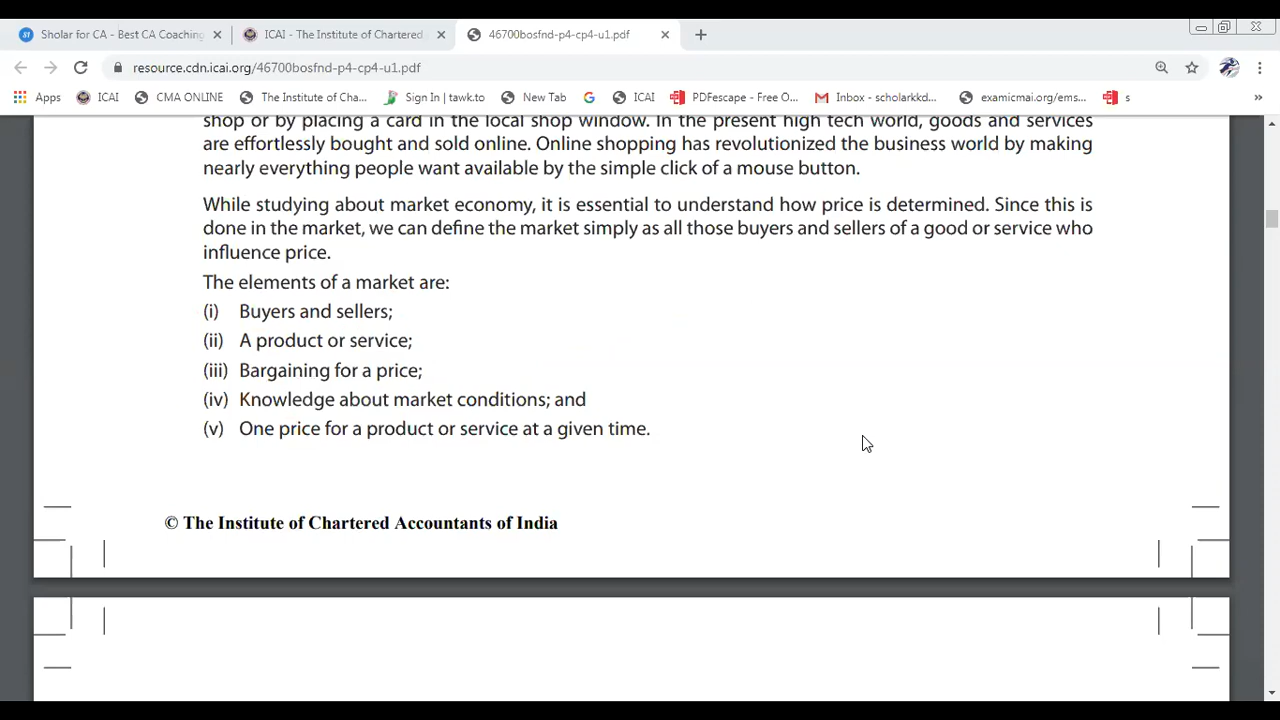 Sholar for CA - Best CA Coaching
ICAI - The Institute of Chartered
46700bosfnd-p4-cp4-u1.pdf
resource.cdn.icai.org/46700bosfnd-p4-cp4-u1.pdf
Apps ICAI CMA ONLINE The Institute of Cha... Sign In | tawk.to New Tab G ICAI PDFescape - Free O... Inbox - scholarkkd... examicmai.org/ems... s »
shop or by placing a card in the local shop window. In the present high tech world, goods and services
are effortlessly bought and sold online. Online shopping has revolutionized the business world by making
nearly everything people want available by the simple click of a mouse button.
While studying about market economy, it is essential to understand how price is determined. Since this is
done in the market, we can define the market simply as all those buyers and sellers of a good or service who
influence price.
The elements of a market are:
(i) Buyers and sellers;
(ii) A product or service;
(iii) Bargaining for a price;
(iv) Knowledge about market conditions; and
(v) One price for a product or service at a given time.
© The Institute of Chartered Accountants of India